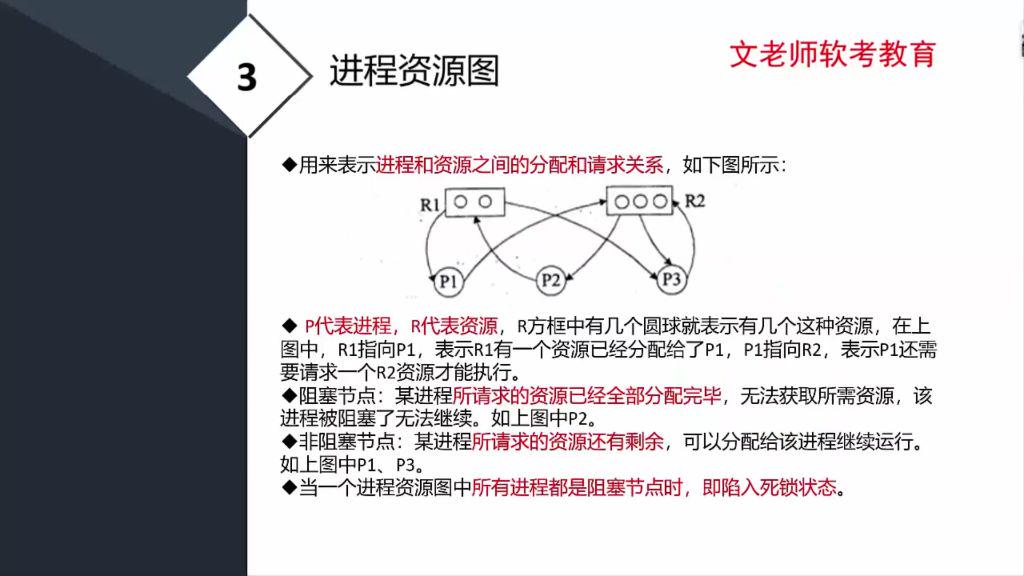 3
进程资源图
文老师软考教育
◆用来表示进程和资源之间的分配和请求关系，如下图所示：
R1
R2
P1
P2
P3
◆ P代表进程，R代表资源，R方框中有几个圆球就表示有几个这种资源，在上
图中，R1指向P1，表示R1有一个资源已经分配给了P1，P1指向R2，表示P1还需
要请求一个R2资源才能执行。
◆阻塞节点：某进程所请求的资源已经全部分配完毕，无法获取所需资源，该
进程被阻塞了无法继续。如上图中P2。
◆非阻塞节点：某进程所请求的资源还有剩余，可以分配给该进程继续运行。
如上图中P1、P3。
◆当一个进程资源图中所有进程都是阻塞节点时，即陷入死锁状态。